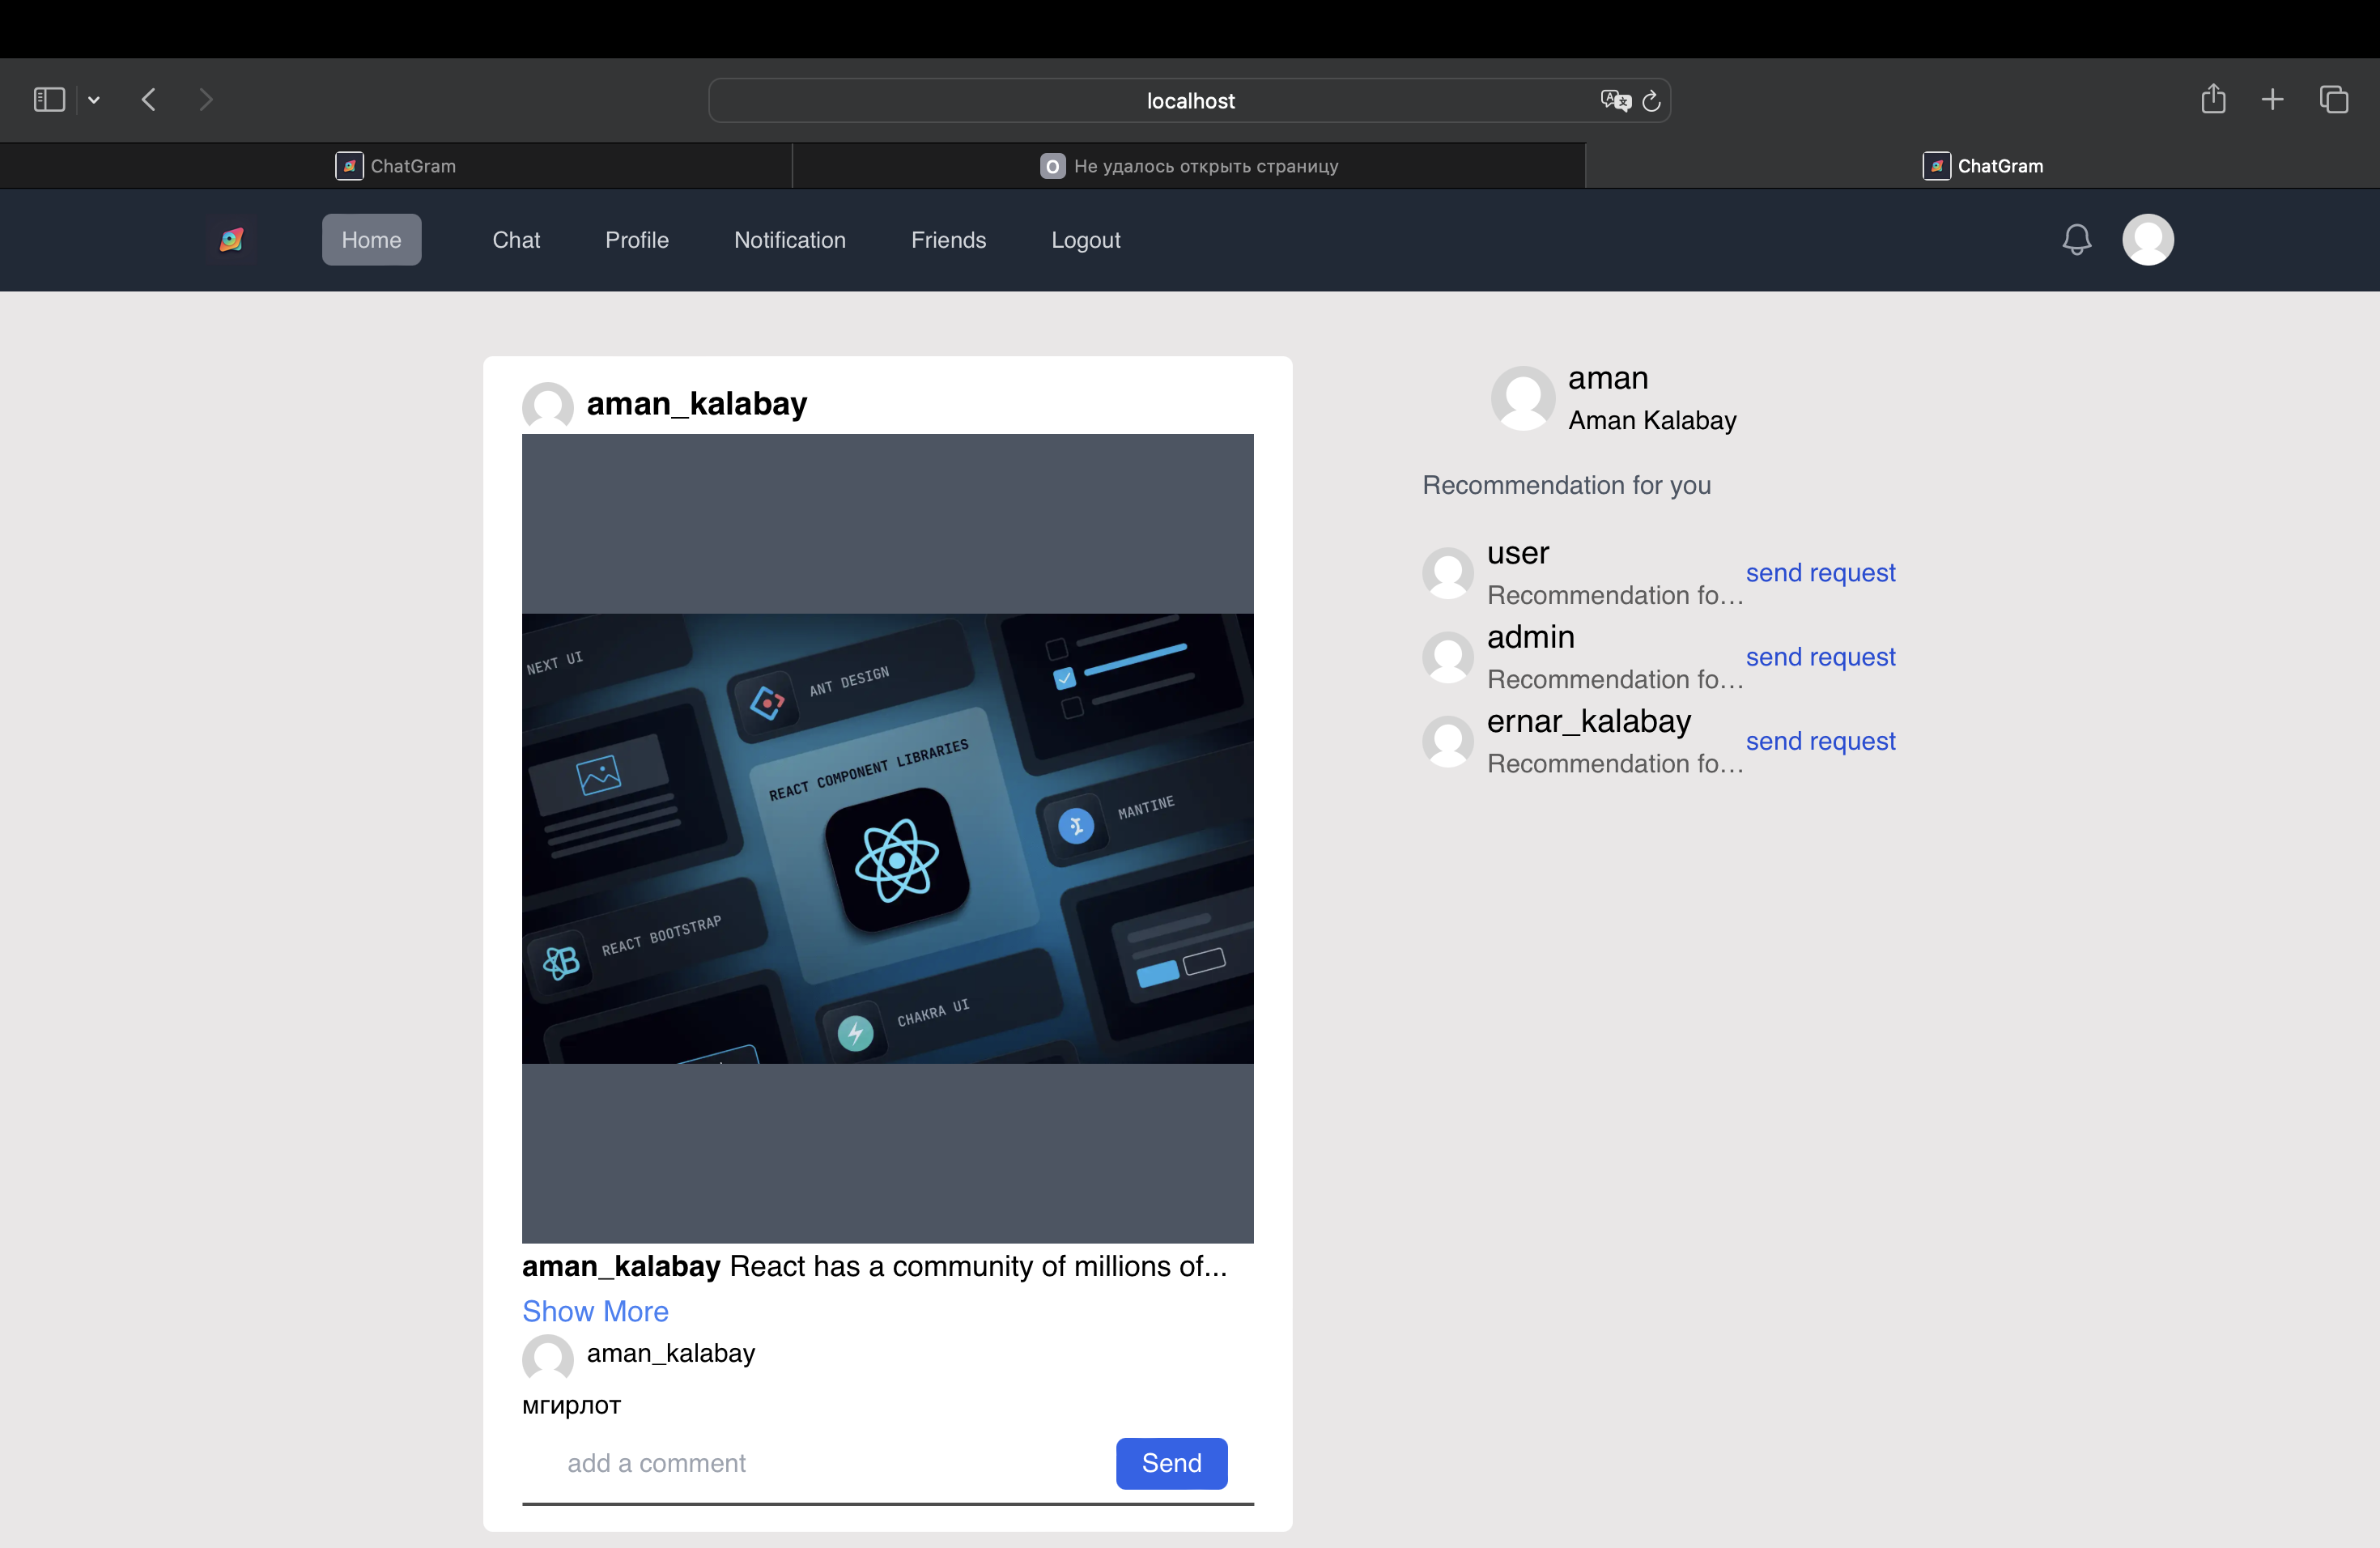 localhost
ChatGram
O Не удалось открыть страницу
ChatGram
Home Chat Profile Notification Friends Logout
aman_kalabay
NEXT UI
ANT DESIGN
REACT COMPONENT LIBRARIES
MANTINE
REACT BOOTSTRAP
CHAKRA UI
aman_kalabay React has a community of millions of...
Show More
aman_kalabay
мгирлот
add a comment
Send
aman
Aman Kalabay
Recommendation for you
user
Recommendation fo...
send request
admin
Recommendation fo...
send request
ernar_kalabay
Recommendation fo...
send request